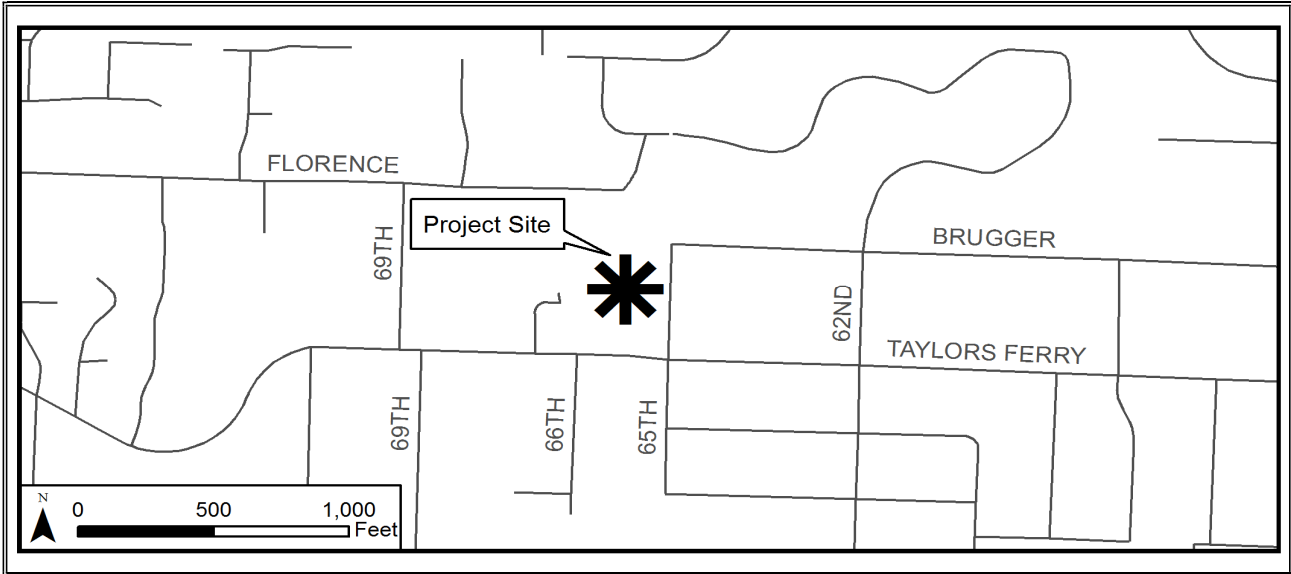 FLORENCE
Project Site
69TH
BRUGGER
62ND
TAYLORS FERRY
69TH
66TH
65TH
N
0 500 1,000
Feet